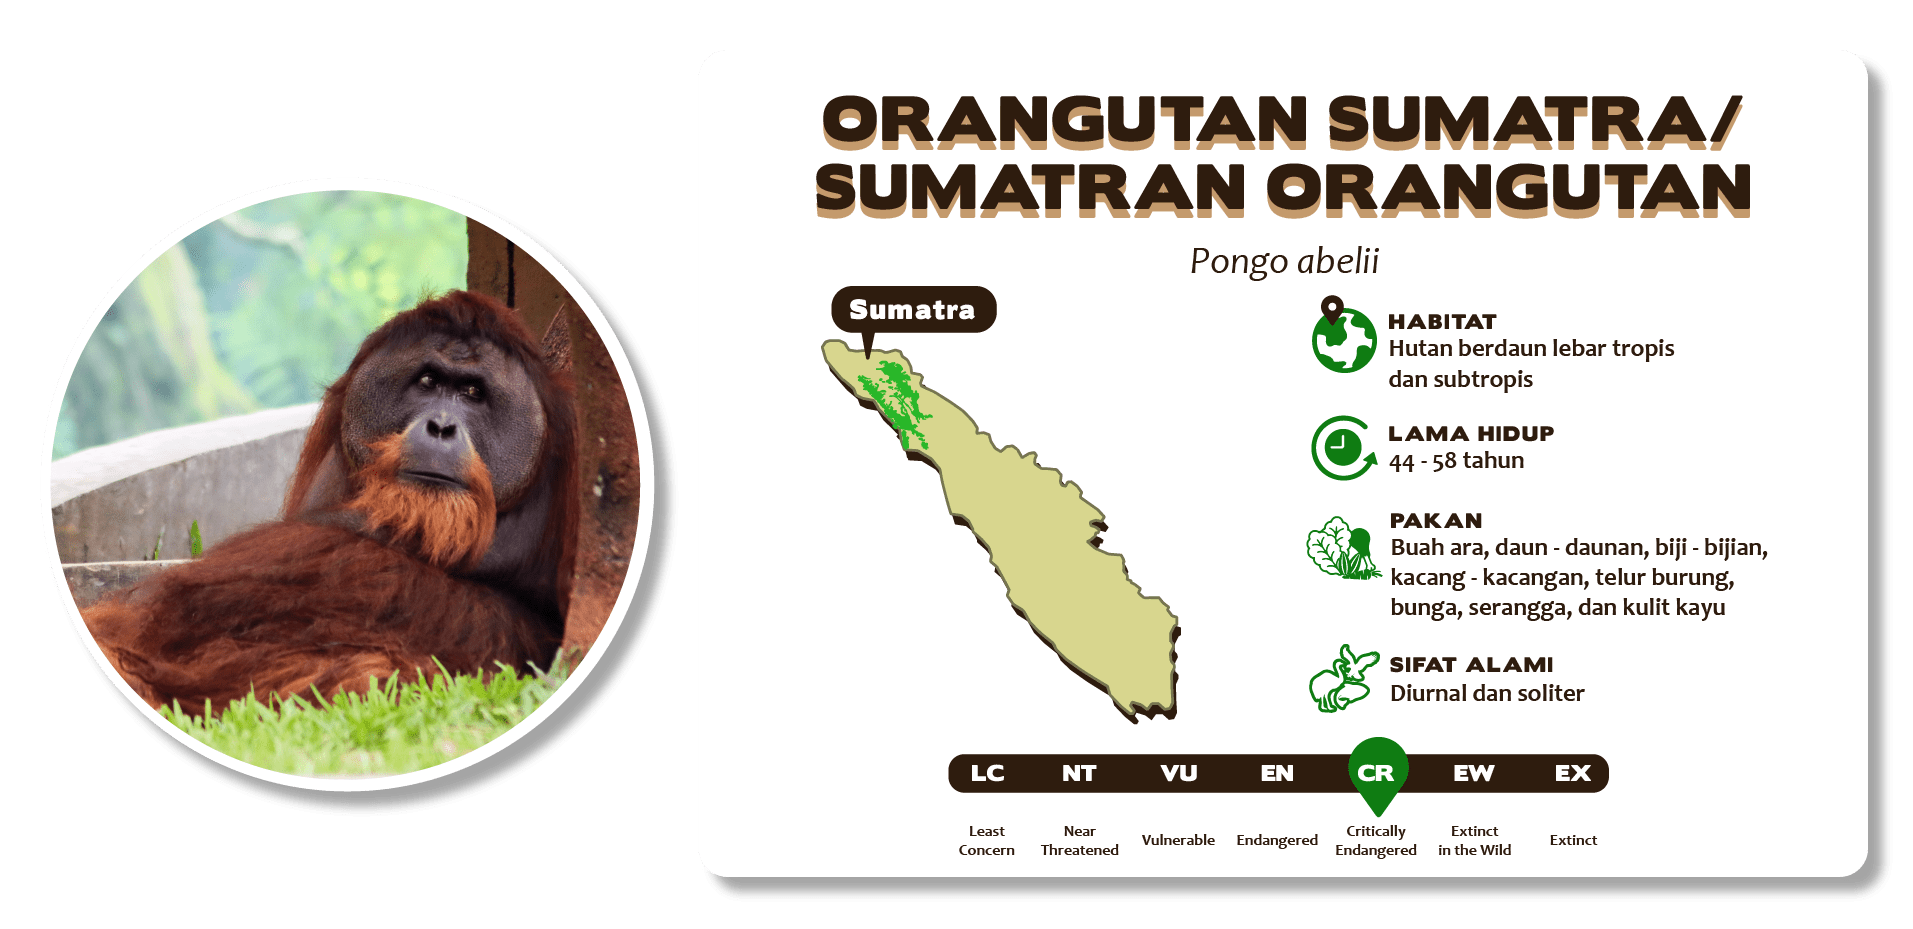 ORANGUTAN SUMATRA/
SUMATRAN ORANGUTAN
Pongo abelii
Sumatra
HABITAT
Hutan berdaun lebar tropis
dan subtropis
LAMA HIDUP
44 - 58 tahun
PAKAN
Buah ara, daun - daunan, biji - bijian,
kacang - kacangan, telur burung,
bunga, serangga, dan kulit kayu
SIFAT ALAMI
Diurnal dan soliter
LC NT VU EN CR EW EX
Least Concern
Near Threatened
Vulnerable
Endangered
Critically Endangered
Extinct in the Wild
Extinct